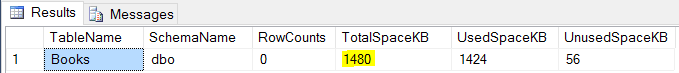 Results Messages
TableName SchemaName RowCounts TotalSpaceKB UsedSpaceKB UnusedSpaceKB
1 Books dbo 0 1480 1424 56